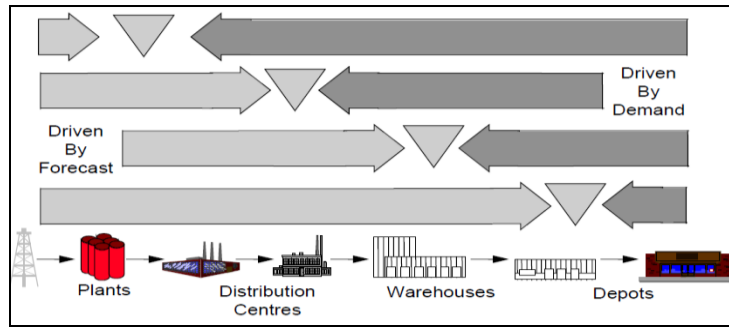 Driven
By
Demand
Driven
By
Forecast
Plants
Distribution
Centres
Warehouses
Depots